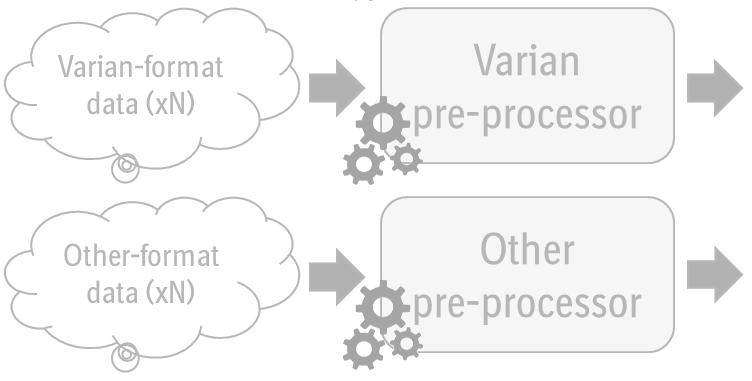 Varian-format
data (xN)
Varian
pre-processor
Other-format
data (xN)
Other
pre-processor